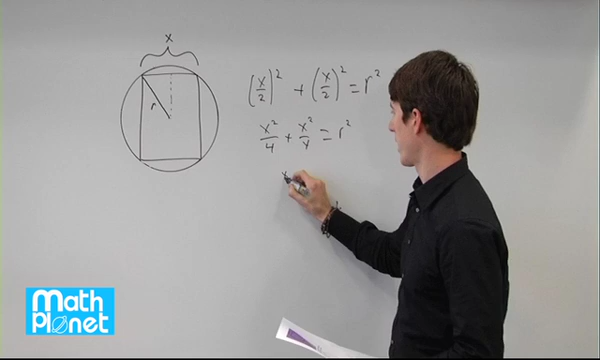 x
r
(x/2)² + (x/2)² = r²
x²/4 + x²/4 = r²
x
Math
Planet